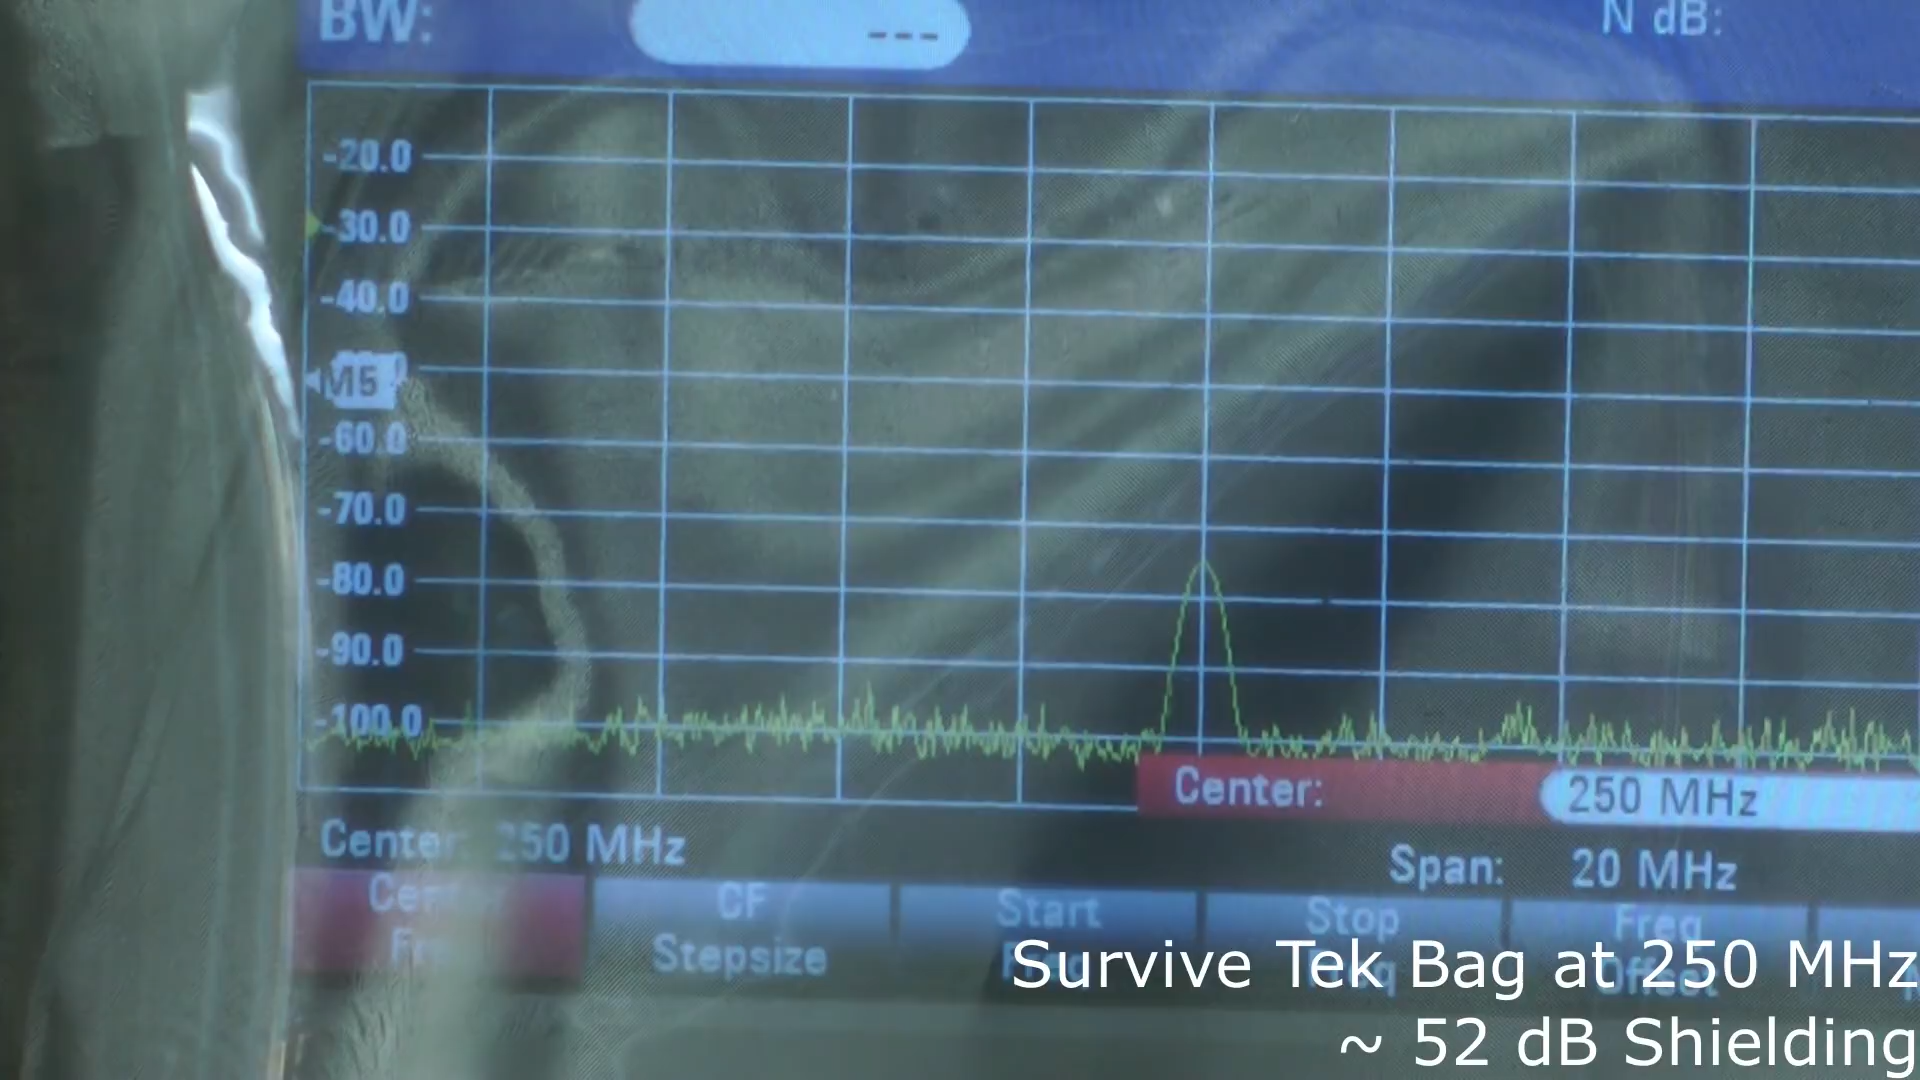 BW: ---
N dB:
-20.0
-30.0
-40.0
M5
-60.0
-70.0
-80.0
-90.0
-100.0
Center: 250 MHz
Center: 250 MHz
Span: 20 MHz
Center
CF
Stepsize
Start
Stop
Freq
Offset
Survive Tek Bag at 250 MHz
~ 52 dB Shielding